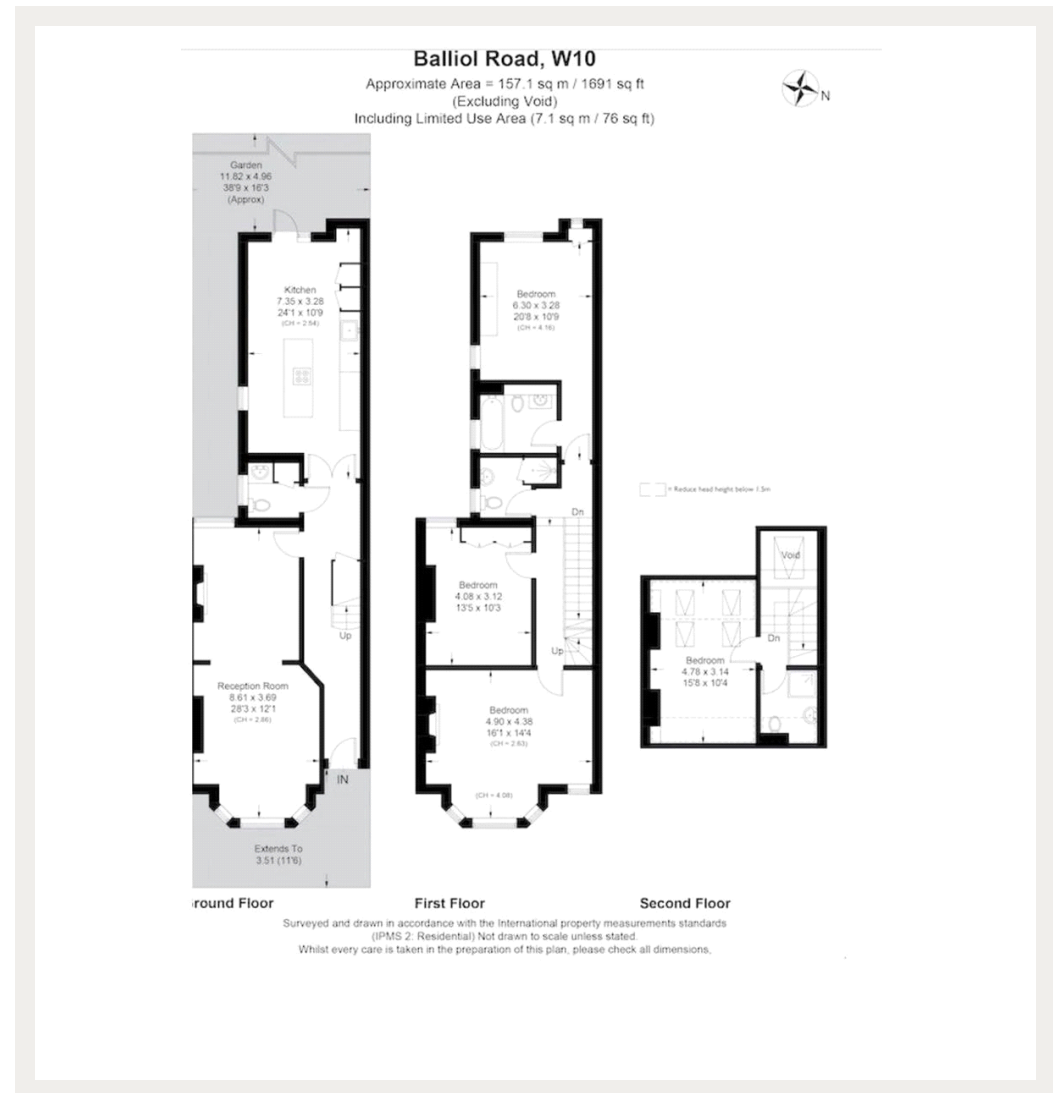 Balliol Road, W10
Approximate Area = 157.1 sq m / 1691 sq ft
(Excluding Void)
Including Limited Use Area (7.1 sq m / 76 sq ft)
N
Garden
11.82 x 4.96
38'9 x 16'3
(Approx)
Kitchen
7.35 x 3.28
24'1 x 10'9
(CH = 2.54)
Up
Reception Room
8.61 x 3.69
28'3 x 12'1
(CH = 2.86)
IN
Extends To
3.51 (11'6)
Ground Floor
Bedroom
6.30 x 3.28
20'8 x 10'9
(CH = 4.16)
Dn
Bedroom
4.08 x 3.12
13'5 x 10'3
Up
Bedroom
4.90 x 4.38
16'1 x 14'4
(CH = 2.63)
(CH = 4.08)
First Floor
= Reduce head height below 1.5m
Void
Dn
Bedroom
4.78 x 3.14
15'8 x 10'4
Second Floor
Surveyed and drawn in accordance with the International property measurements standards
(IPMS 2: Residential) Not drawn to scale unless stated.
Whilst every care is taken in the preparation of this plan, please check all dimensions,